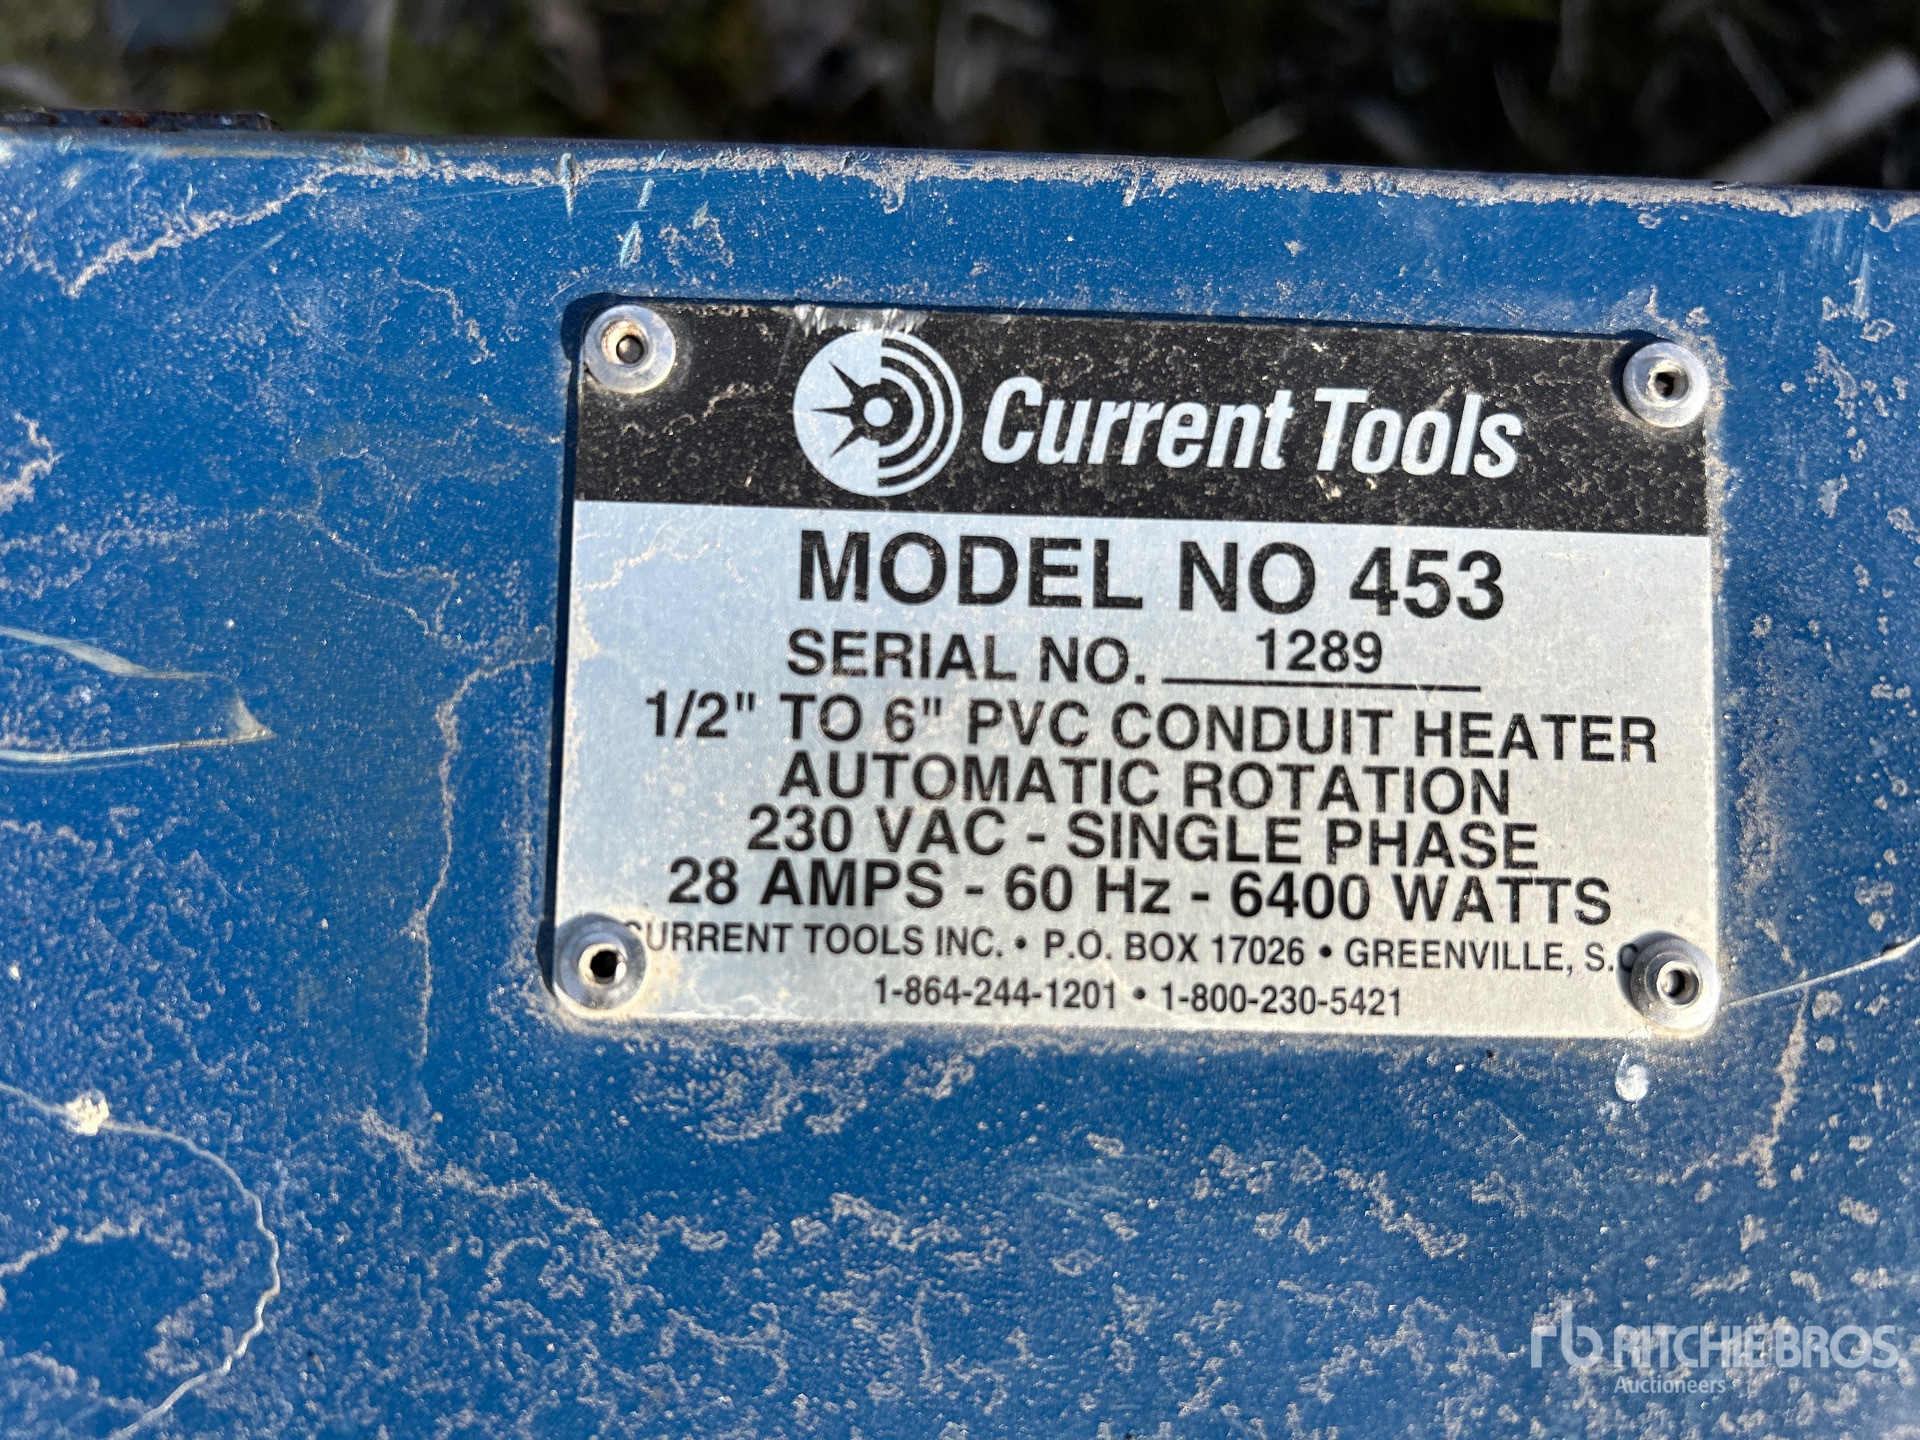 Current Tools
MODEL NO 453
SERIAL NO. 1289
1/2" TO 6" PVC CONDUIT HEATER
AUTOMATIC ROTATION
230 VAC - SINGLE PHASE
28 AMPS - 60 Hz - 6400 WATTS
CURRENT TOOLS INC. • P.O. BOX 17026 • GREENVILLE, S.C
1-864-244-1201 • 1-800-230-5421
rb RITCHIE BROS.
Auctioneers